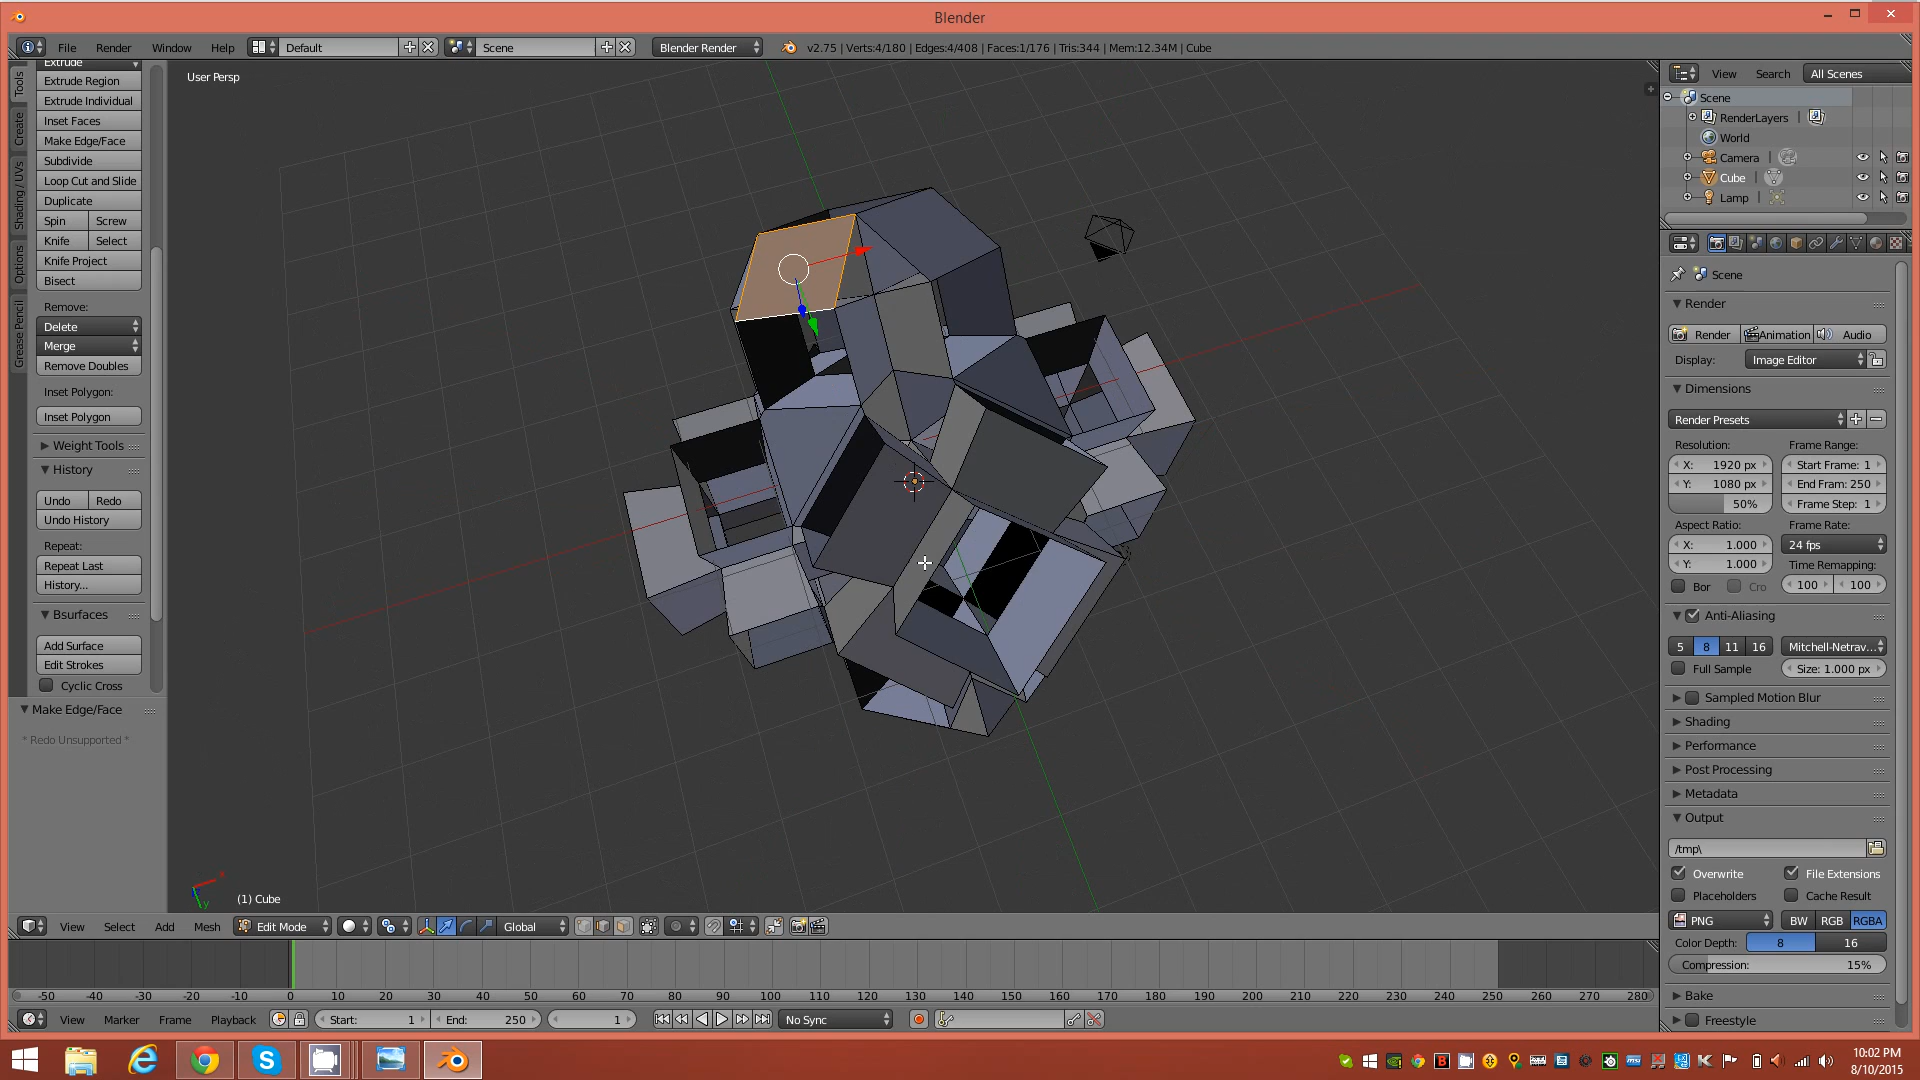 Blender
File Render Window Help Default Scene Blender Render v2.75 | Verts:4/180 | Edges:4/408 | Faces:1/176 | Tris:344 | Mem:12.34M | Cube
Tools
Create
Shading / UVs
Options
Grease Pencil
Extrude
Extrude Region
Extrude Individual
Inset Faces
Make Edge/Face
Subdivide
Loop Cut and Slide
Duplicate
Spin Screw
Knife Select
Knife Project
Bisect
Remove:
Delete
Merge
Remove Doubles
Inset Polygon:
Inset Polygon
Weight Tools
History
Undo Redo
Undo History
Repeat:
Repeat Last
History...
Bsurfaces
Add Surface
Edit Strokes
Cyclic Cross
Make Edge/Face
* Redo Unsupported *
User Persp
(1) Cube
View Select Add Mesh Edit Mode Global
View Search All Scenes
Scene
RenderLayers
World
Camera
Cube
Lamp
Scene
Render
Render Animation Audio
Display: Image Editor
Dimensions
Render Presets
Resolution: Frame Range:
X: 1920 px Start Frame: 1
Y: 1080 px End Fram: 250
50% Frame Step: 1
Aspect Ratio: Frame Rate:
X: 1.000 24 fps
Y: 1.000 Time Remapping:
Bor Cro 100 100
Anti-Aliasing
5 8 11 16 Mitchell-Netrav...
Full Sample Size: 1.000 px
Sampled Motion Blur
Shading
Performance
Post Processing
Metadata
Output
/tmp\
Overwrite File Extensions
Placeholders Cache Result
PNG BW RGB RGBA
Color Depth: 8 16
Compression: 15%
Bake
Freestyle
-50 -40 -30 -20 -10 0 10 20 30 40 50 60 70 80 90 100 110 120 130 140 150 160 170 180 190 200 210 220 230 240 250 260 270 280
View Marker Frame Playback Start: 1 End: 250 1 No Sync
10:02 PM
8/10/2015